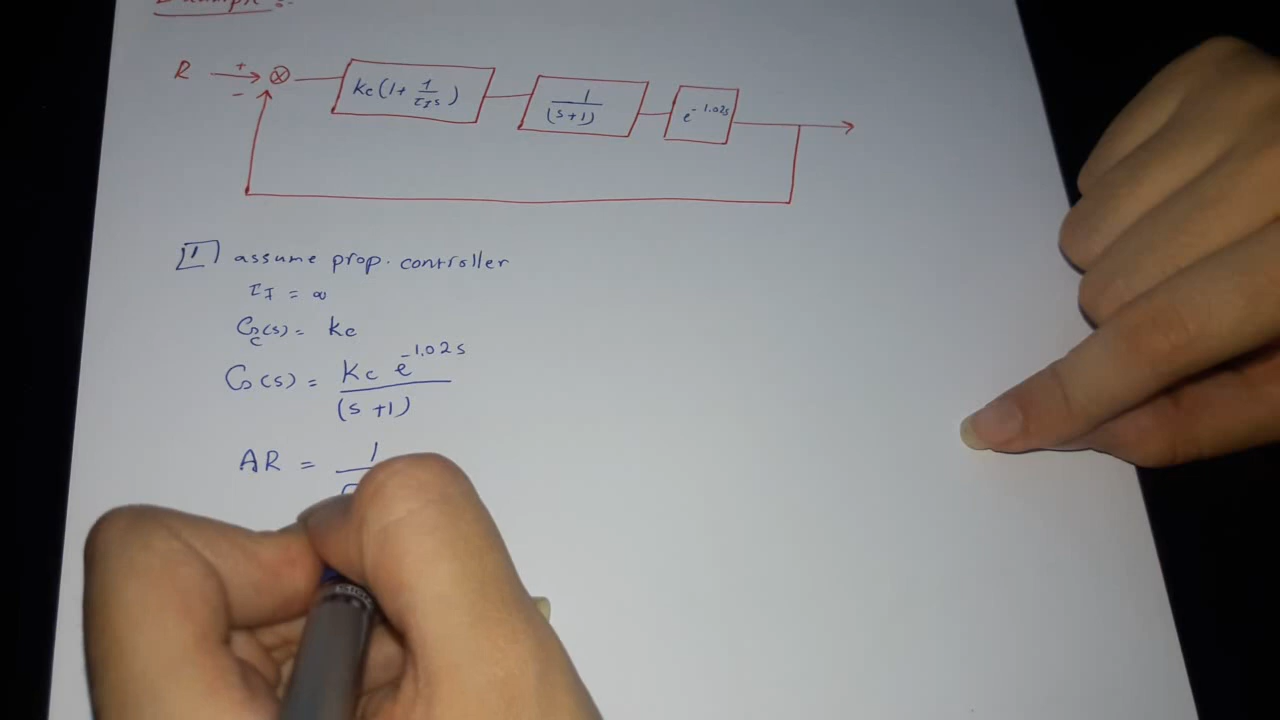 R + - ⊗ kc(1+ 1/τIs) 1/(s+1) e^-1.02s
[1] assume prop. controller
τI = ∞
Gc(s) = kc
G(s) = kc e^-1.02s / (s+1)
AR = 1